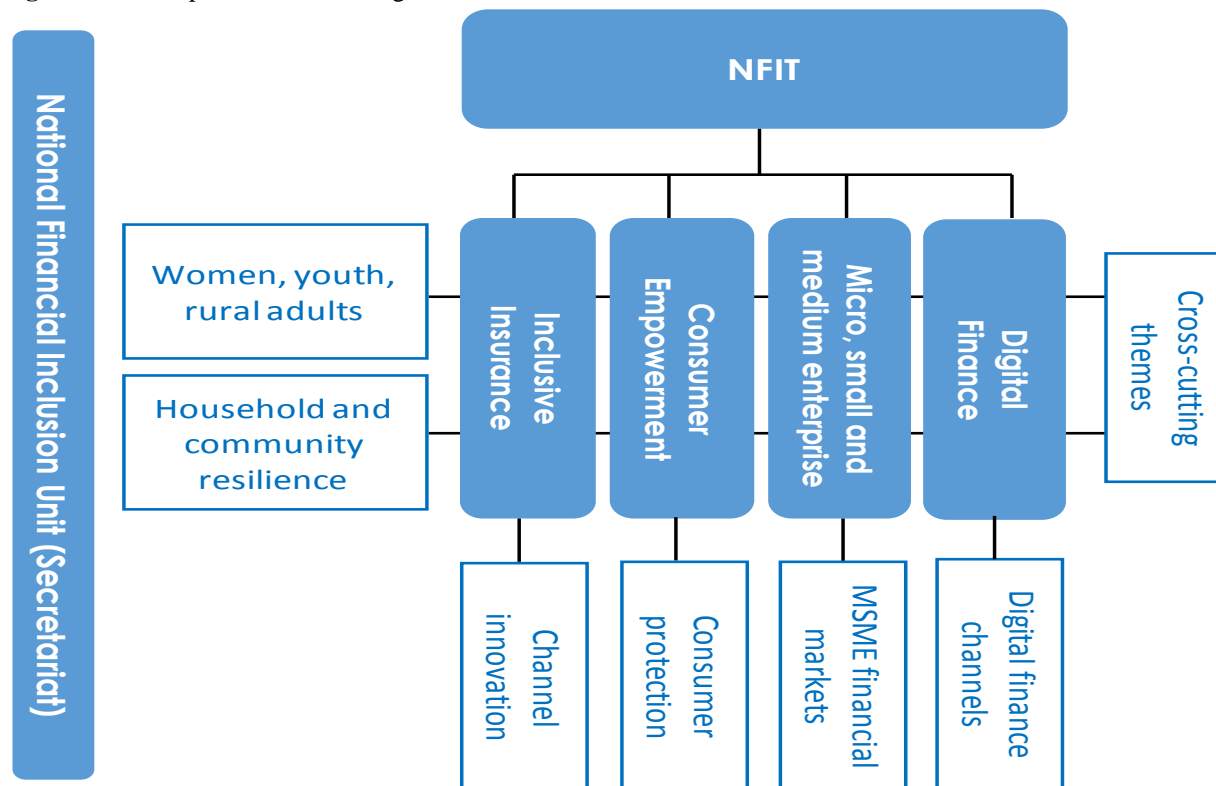 NFIT
National Financial Inclusion Unit (Secretariat)
Women, youth,
rural adults
Household and
community
resilience
Inclusive
Insurance
Consumer
Empowerment
Micro, small and
medium enterprise
Digital
Finance
Cross-cutting
themes
Channel
innovation
Consumer
protection
MSME financial
markets
Digital finance
channels